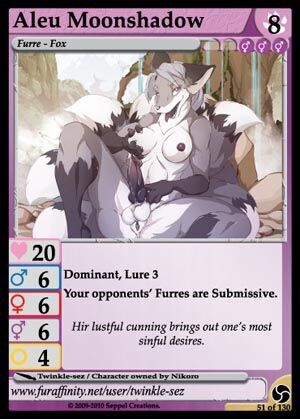 Aleu Moonshadow
8
Furre - Fox
20
6
6
6
4
Dominant, Lure 3
Your opponents' Furres are Submissive.
Hir lustful cunning brings out one's most
sinful desires.
Twinkle-sez / Character owned by Nikoro
www.furaffinity.net/user/twinkle-sez
©2009-2010 Seppel Creations.
51 of 130